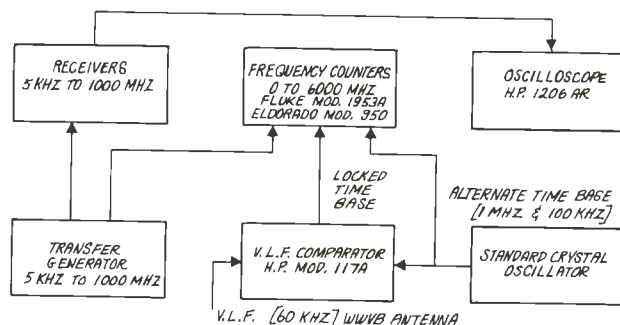 RECEIVERS
5 KHZ TO 1000 MHZ
FREQUENCY COUNTERS
0 TO 6000 MHZ
FLUKE MOD. 1953A
ELDORADO MOD. 950
OSCILLOSCOPE
H.P. 1206 AR
LOCKED
TIME
BASE
ALTERNATE TIME BASE
[1 MHZ & 100 KHZ]
TRANSFER
GENERATOR
5 KHZ TO 1000 MHZ
V.L.F. COMPARATOR
H.P. MOD. 117A
STANDARD CRYSTAL
OSCILLATOR
V.L.F. [60 KHZ] WWVB ANTENNA